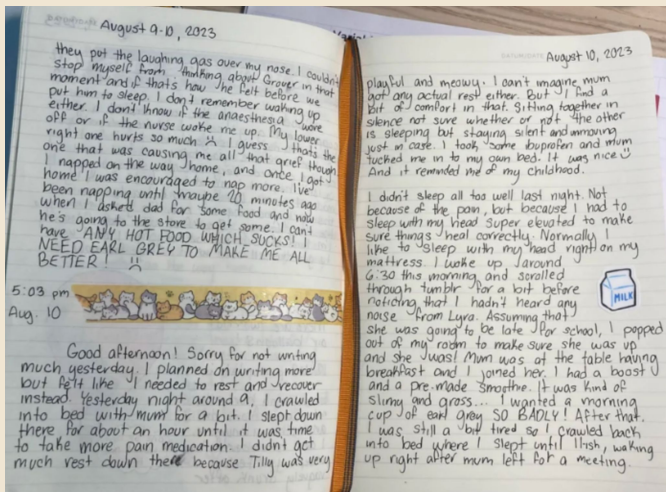 August 9-10, 2023
they put the laughing gas over my nose. I couldn't
stop myself from thinking about Grover in that
moment and if that's how he felt before we
put him to sleep. I don't remember waking up
either. I don't know if the anaesthesia wore
off or if the nurse woke me up. My lower
right one hurts so much :( I guess that's the
one that was causing me all that grief though
I napped on the way home, and once I got
home I was encouraged to nap more. I've
been napping until maybe 20 minutes ago
when I asked dad for some food and now
he's going to the store to get some. I can't
have ANY HOT FOOD WHICH SUCKS! I
NEED EARL GREY TO MAKE ME ALL
BETTER! :(
5:03 pm
Aug. 10
Good afternoon! Sorry for not writing
much yesterday. I planned on writing more
but felt like I needed to rest and recover
instead. Yesterday night around 9, I crawled
into bed with mum for a bit. I slept down
there for about an hour until it was time
to take more pain medication. I didn't get
much rest down there because Tilly was very
August 10, 2023
playful and meowy. I can't imagine mum
got any actual rest either. But I find a
bit of comfort in that. Sitting together in
silence not sure whether or not the other
is sleeping but staying silent and unmoving
just in case. I took some ibuprofen and mum
tucked me in to my own bed. It was nice :)
And it reminded me of my childhood.
I didn't sleep all too well last night. Not
because of the pain, but because I had to
sleep with my head super elevated to make
sure things heal correctly. Normally I
like to sleep with my head right on my
mattress. I woke up around
6:30 this morning and scrolled
through tumblr for a bit before
noticing that I hadn't heard any
noise from Lyra. Assuming that
MILK
she was going to be late for school, I popped
out of my room to make sure she was up
and she was! Mum was at the table having
breakfast and I joined her. I had a boost
and a pre-made smoothie. It was kind of
slimy and gross... I wanted a morning
cup of earl grey SO BADLY! After that,
I was still a bit tired so I crawled back
into bed where I slept until 11ish, waking
up right after mum left for a meeting.